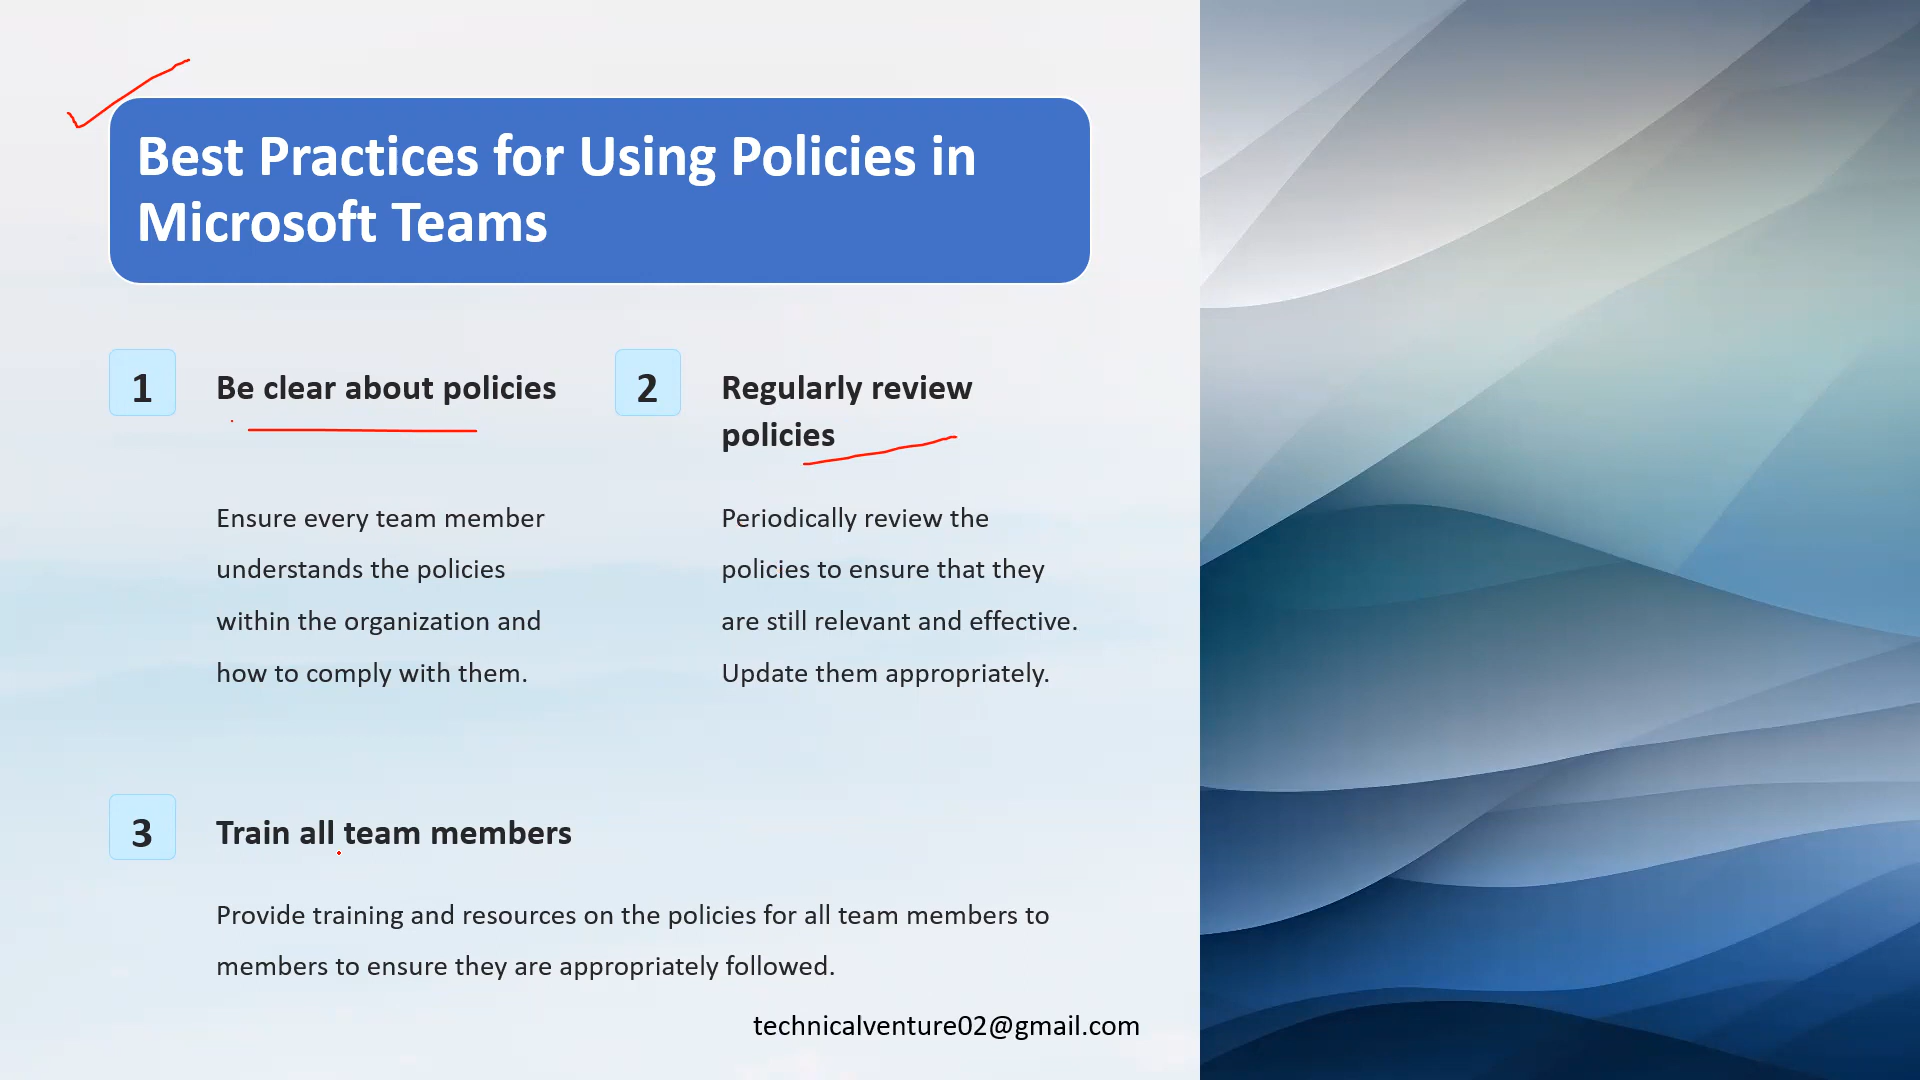 Best Practices for Using Policies in
Microsoft Teams
1
Be clear about policies
Ensure every team member
understands the policies
within the organization and
how to comply with them.
2
Regularly review
policies
Periodically review the
policies to ensure that they
are still relevant and effective.
Update them appropriately.
3
Train all team members
Provide training and resources on the policies for all team members to
members to ensure they are appropriately followed.
technicalventure02@gmail.com